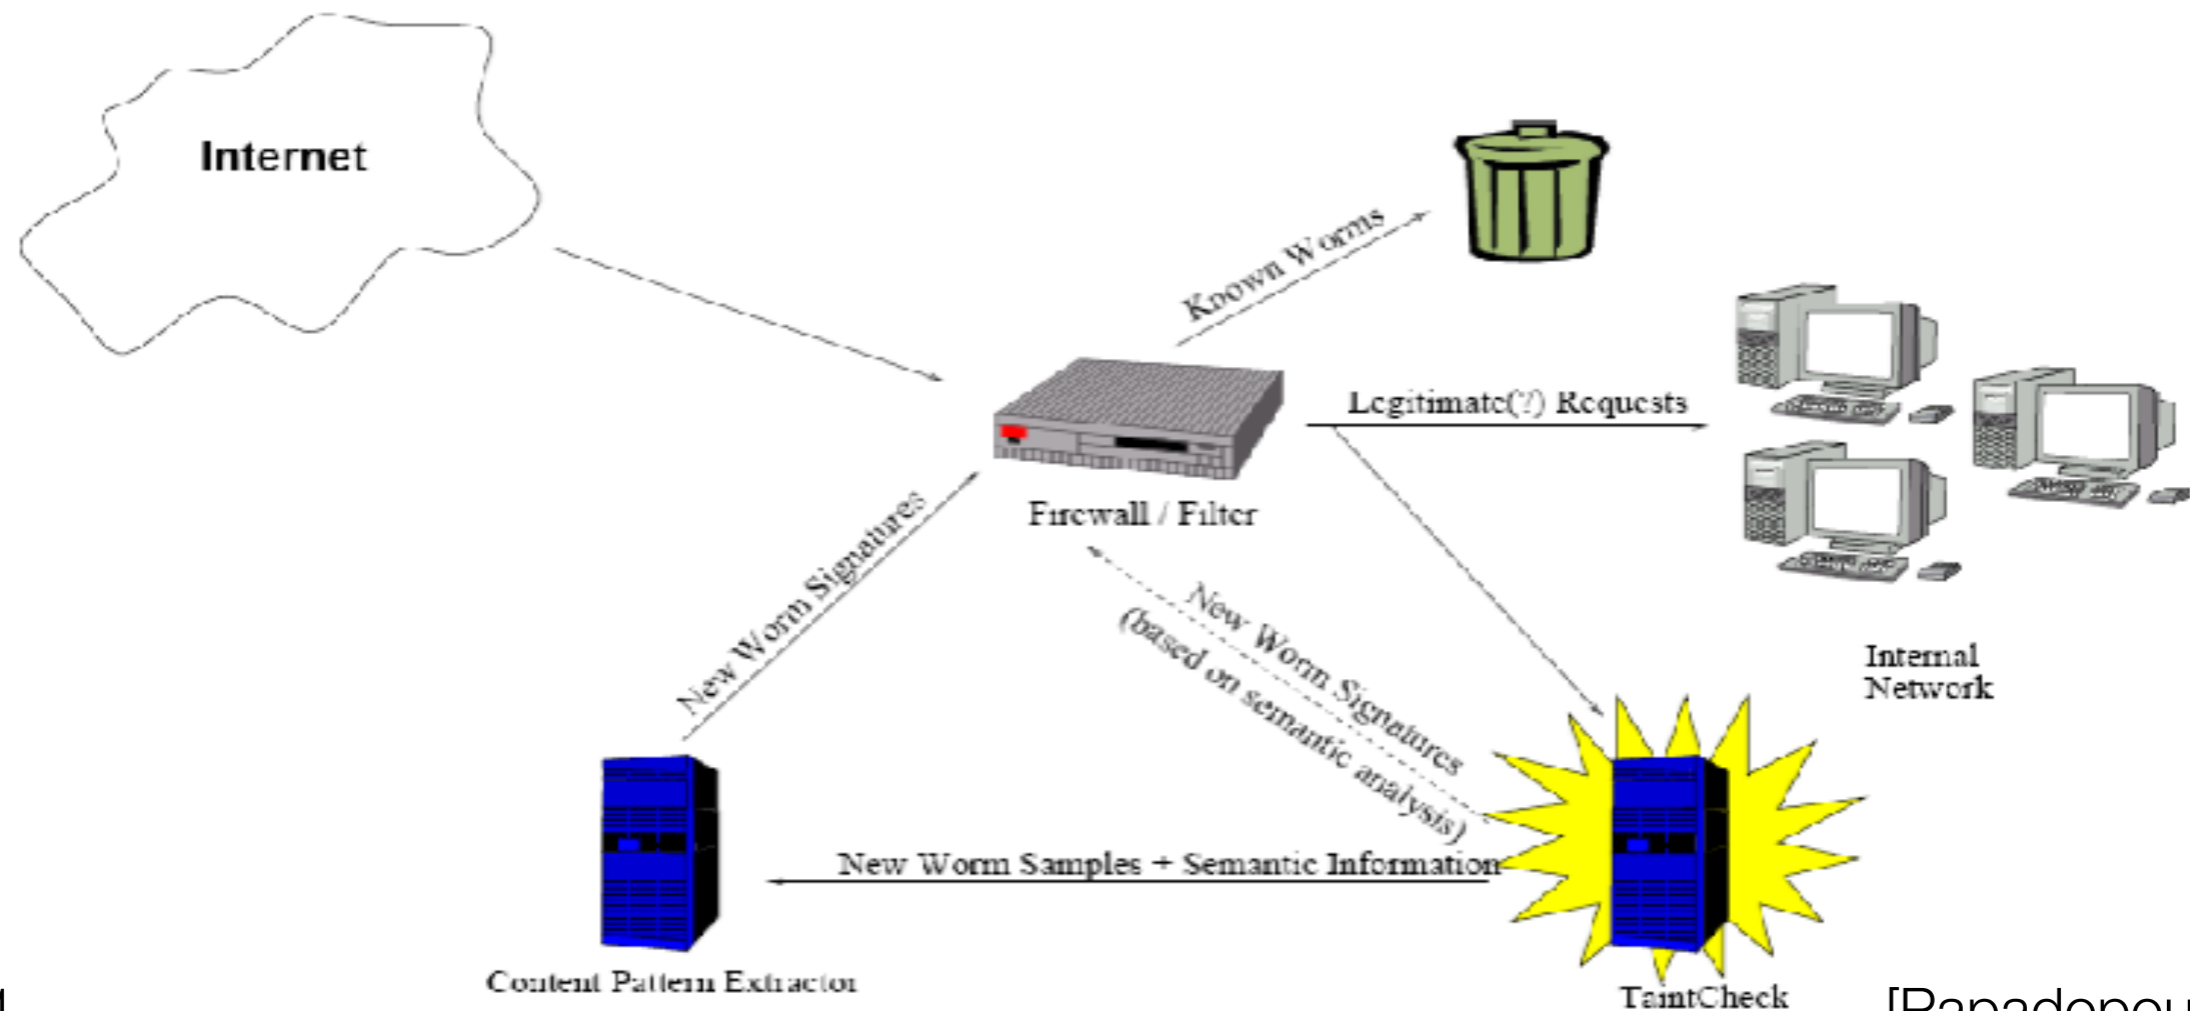 Internet
Known Worms
Legitimate(?) Requests
Firewall / Filter
New Worm Signatures
New Worm Signatures
(based on semantic analysis)
Internal
Network
New Worm Samples + Semantic Information
Content Pattern Extractor
TaintCheck